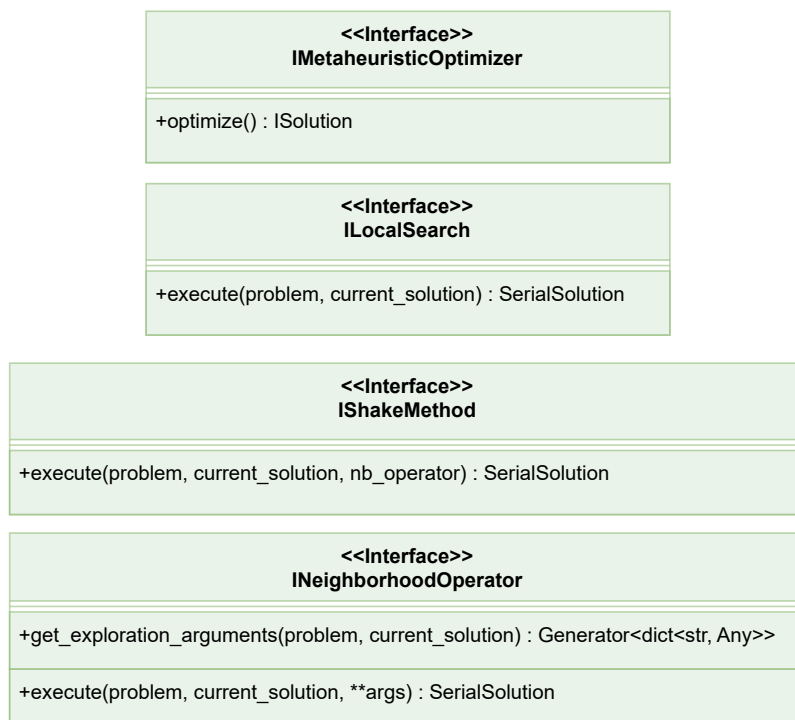 <<Interface>>
IMetaheuristicOptimizer
+optimize() : ISolution
<<Interface>>
ILocalSearch
+execute(problem, current_solution) : SerialSolution
<<Interface>>
IShakeMethod
+execute(problem, current_solution, nb_operator) : SerialSolution
<<Interface>>
INeighborhoodOperator
+get_exploration_arguments(problem, current_solution) : Generator<dict<str, Any>>
+execute(problem, current_solution, **args) : SerialSolution